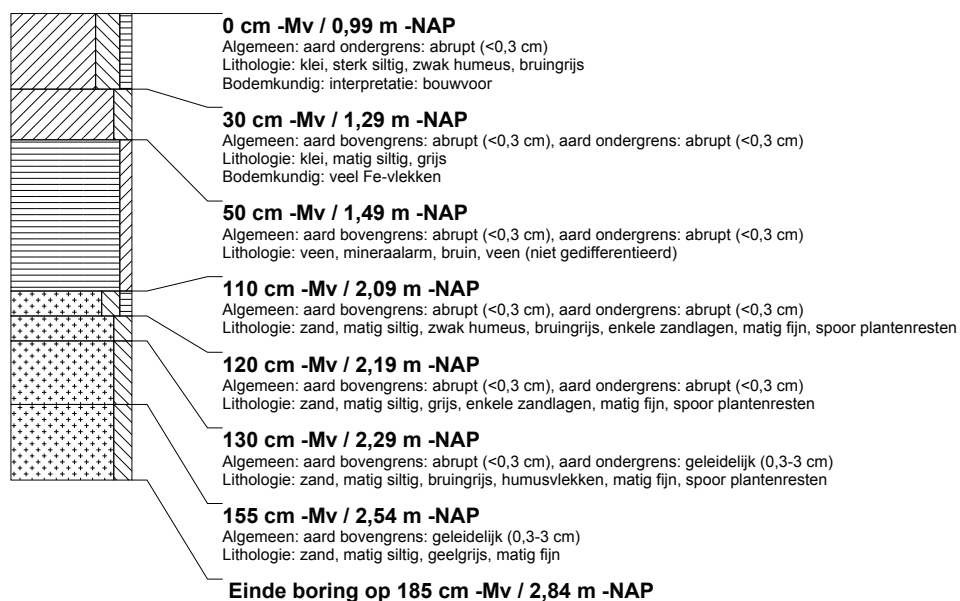 0 cm -Mv / 0,99 m -NAP
Algemeen: aard ondergrens: abrupt (<0,3 cm)
Lithologie: klei, sterk siltig, zwak humeus, bruingrijs
Bodemkundig: interpretatie: bouwvoor
30 cm -Mv / 1,29 m -NAP
Algemeen: aard bovengrens: abrupt (<0,3 cm), aard ondergrens: abrupt (<0,3 cm)
Lithologie: klei, matig siltig, grijs
Bodemkundig: veel Fe-vlekken
50 cm -Mv / 1,49 m -NAP
Algemeen: aard bovengrens: abrupt (<0,3 cm), aard ondergrens: abrupt (<0,3 cm)
Lithologie: veen, mineraalarm, bruin, veen (niet gedifferentieerd)
110 cm -Mv / 2,09 m -NAP
Algemeen: aard bovengrens: abrupt (<0,3 cm), aard ondergrens: abrupt (<0,3 cm)
Lithologie: zand, matig siltig, zwak humeus, bruingrijs, enkele zandlagen, matig fijn, spoor plantenresten
120 cm -Mv / 2,19 m -NAP
Algemeen: aard bovengrens: abrupt (<0,3 cm), aard ondergrens: abrupt (<0,3 cm)
Lithologie: zand, matig siltig, grijs, enkele zandlagen, matig fijn, spoor plantenresten
130 cm -Mv / 2,29 m -NAP
Algemeen: aard bovengrens: abrupt (<0,3 cm), aard ondergrens: geleidelijk (0,3-3 cm)
Lithologie: zand, matig siltig, bruingrijs, humusvlekken, matig fijn, spoor plantenresten
155 cm -Mv / 2,54 m -NAP
Algemeen: aard bovengrens: geleidelijk (0,3-3 cm)
Lithologie: zand, matig siltig, geelgrijs, matig fijn
Einde boring op 185 cm -Mv / 2,84 m -NAP